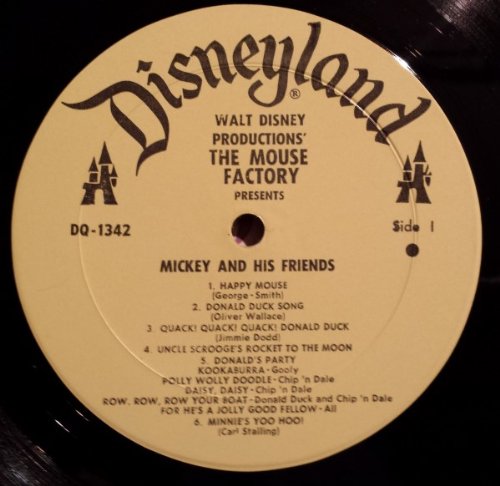 Disneyland®
WALT DISNEY
PRODUCTIONS'
THE MOUSE
FACTORY
PRESENTS
DQ-1342
Side 1
MICKEY AND HIS FRIENDS
1. HAPPY MOUSE
(George-Smith)
2. DONALD DUCK SONG
(Oliver Wallace)
3. QUACK! QUACK! QUACK! DONALD DUCK
(Jimmie Dodd)
4. UNCLE SCROOGE'S ROCKET TO THE MOON
5. DONALD'S PARTY
KOOKABURRA-Goofy
POLLY WOLLY DOODLE-Chip 'n Dale
DAISY, DAISY-Chip 'n Dale
ROW, ROW, ROW YOUR BOAT-Donald Duck and Chip 'n Dale
FOR HE'S A JOLLY GOOD FELLOW-All
6. MINNIE'S YOO HOO!
(Carl Stalling)